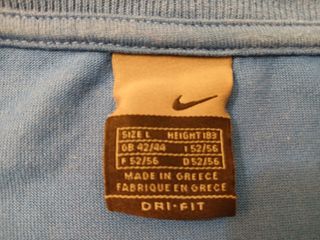 SIZE L HEIGHT 189
GB 42/44 I 52/56
F 52/56 D 52/56
MADE IN GREECE
FABRIQUE EN GRECE
DRI-FIT